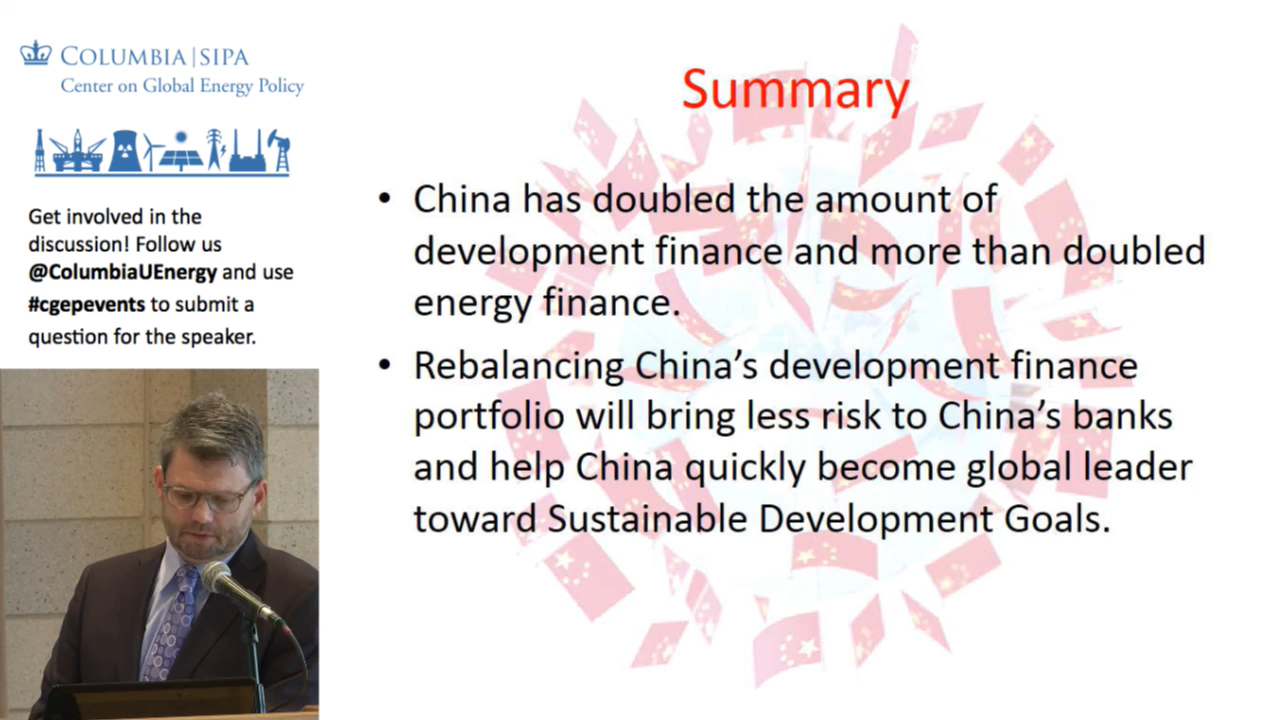 COLUMBIA | SIPA
Center on Global Energy Policy
Get involved in the
discussion! Follow us
@ColumbiaUEnergy and use
#cgepevents to submit a
question for the speaker.
Summary
• China has doubled the amount of
development finance and more than doubled
energy finance.
• Rebalancing China’s development finance
portfolio will bring less risk to China’s banks
and help China quickly become global leader
toward Sustainable Development Goals.